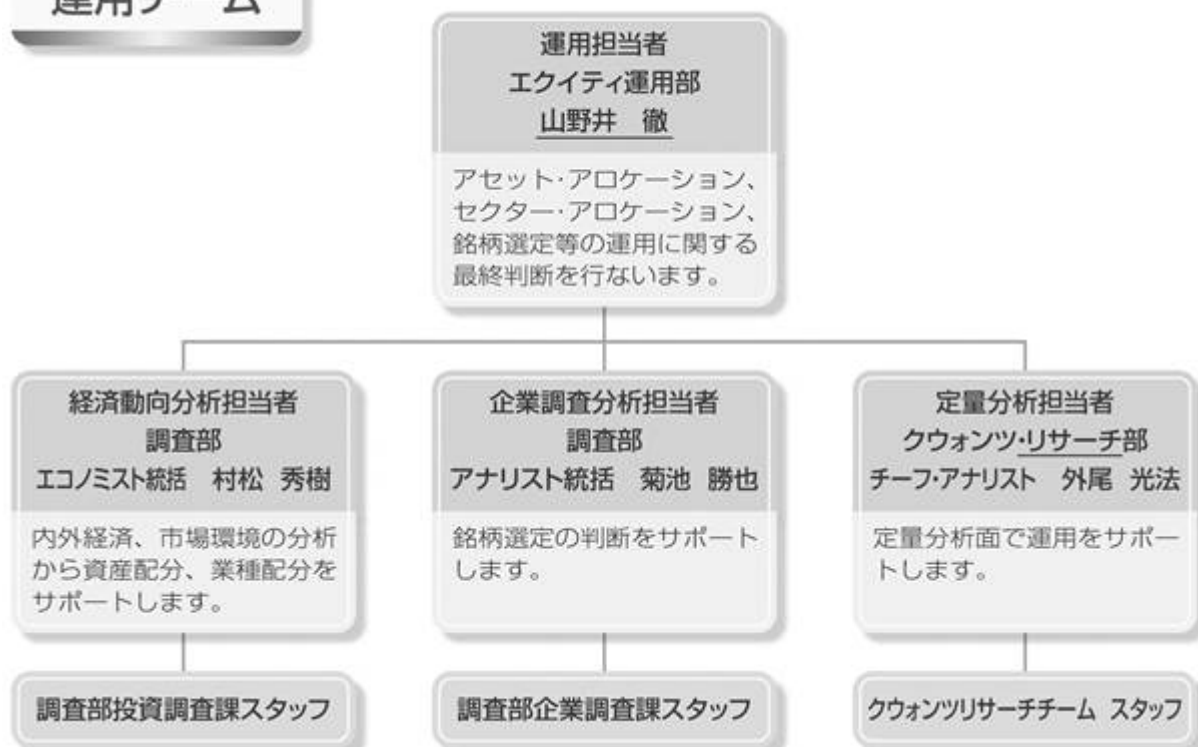 運用チーム
運用担当者
エクイティ運用部
山野井 徹
アセット・アロケーション、
セクター・アロケーション、
銘柄選定等の運用に関する
最終判断を行ないます。
経済動向分析担当者
調査部
エコノミスト統括 村松 秀樹
内外経済、市場環境の分析
から資産配分、業種配分を
サポートします。
企業調査分析担当者
調査部
アナリスト統括 菊池 勝也
銘柄選定の判断をサポート
します。
定量分析担当者
クウォンツ・リサーチ部
チーフ・アナリスト 外尾 光法
定量分析面で運用をサポー
トします。
調査部投資調査課スタッフ
調査部企業調査課スタッフ
クウォンツリサーチチーム スタッフ